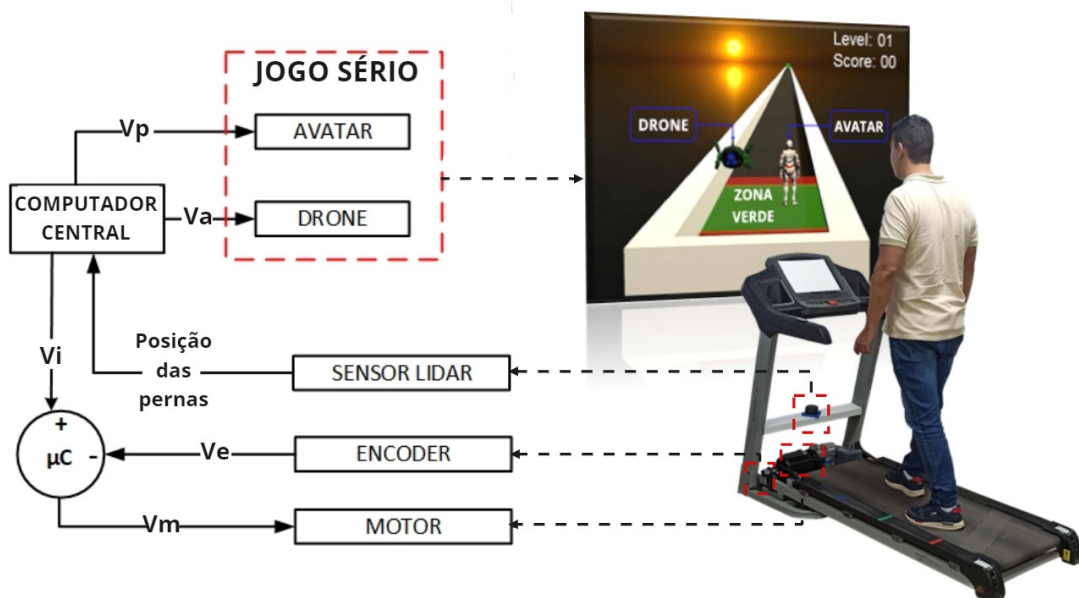 JOGO SÉRIO
Vp
AVATAR
COMPUTADOR
CENTRAL
Va
DRONE
Vi
Posição
das
pernas
SENSOR LIDAR
+
µC
-
Ve
ENCODER
Vm
MOTOR
Level: 01
Score: 00
DRONE
AVATAR
ZONA
VERDE